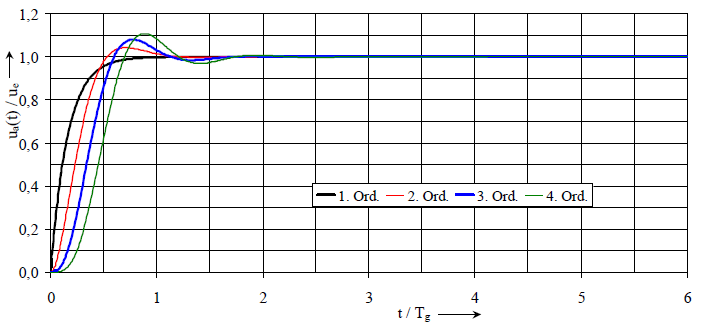 1,2
1,0
0,8
0,6
0,4
0,2
0,0
uₐ(t) / uₑ
1. Ord. 2. Ord. 3. Ord. 4. Ord.
0 1 2 3 4 5 6
t / T_g